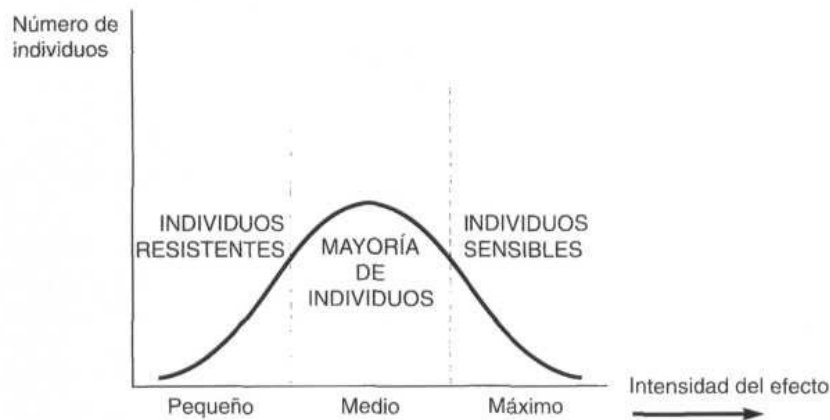 Número de
individuos
INDIVIDUOS
RESISTENTES
MAYORÍA
DE
INDIVIDUOS
INDIVIDUOS
SENSIBLES
Pequeño
Medio
Máximo
Intensidad del efecto